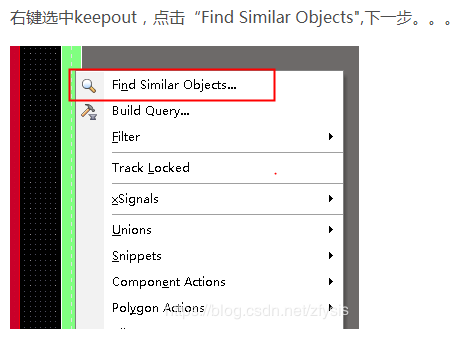 右键选中keepout，点击“Find Similar Objects",下一步。。。
Find Similar Objects...
Build Query...
Filter
Track Locked
xSignals
Unions
Snippets
Component Actions
Polygon Actions
https://blog.csdn.net/zfysis